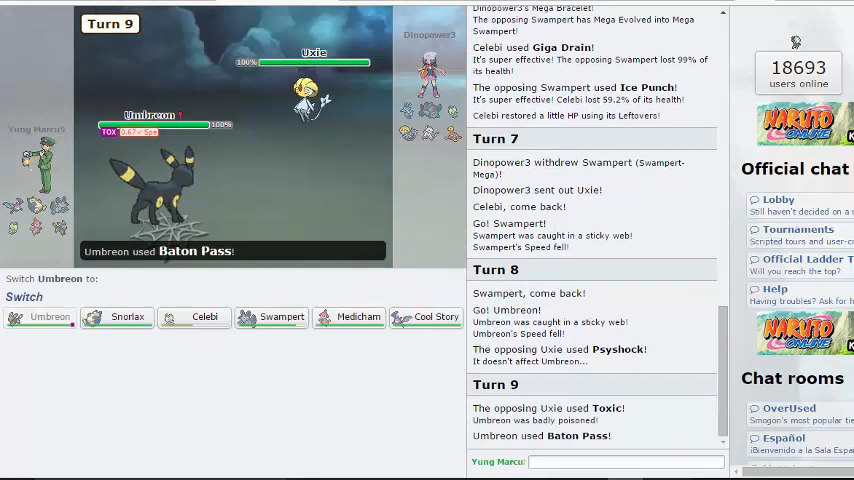 Turn 9
Uxie
100%
Umbreon ↑
100%
TOX 0.67× Spe
Yung MarcuS
Dinopower3
Umbreon used Baton Pass!
Switch Umbreon to:
Switch
Umbreon
Snorlax
Celebi
Swampert
Medicham
Cool Story
Dinopower3's Mega Bracelet!
The opposing Swampert has Mega Evolved into Mega
Swampert!
Celebi used Giga Drain!
It's super effective! The opposing Swampert lost 99% of
its health!
The opposing Swampert used Ice Punch!
It's super effective! Celebi lost 59.2% of its health!
Celebi restored a little HP using its Leftovers!
Turn 7
Dinopower3 withdrew Swampert (Swampert-
Mega)!
Dinopower3 sent out Uxie!
Celebi, come back!
Go! Swampert!
Swampert was caught in a sticky web!
Swampert's Speed fell!
Turn 8
Swampert, come back!
Go! Umbreon!
Umbreon was caught in a sticky web!
Umbreon's Speed fell!
The opposing Uxie used Psyshock!
It doesn't affect Umbreon...
Turn 9
The opposing Uxie used Toxic!
Umbreon was badly poisoned!
Umbreon used Baton Pass!
Yung Marcu:
18693
users online
NARUTO
ONLINE
Official chat
Lobby
Still haven't decided on a
Tournaments
Scripted tours and user-c
Official Ladder T
Will you reach the top?
Help
Having troubles? Ask for h
NARUTO
ONLINE
Chat rooms
OverUsed
Smogon's most popular tie
Español
¡Bienvenido a la Sala Espa